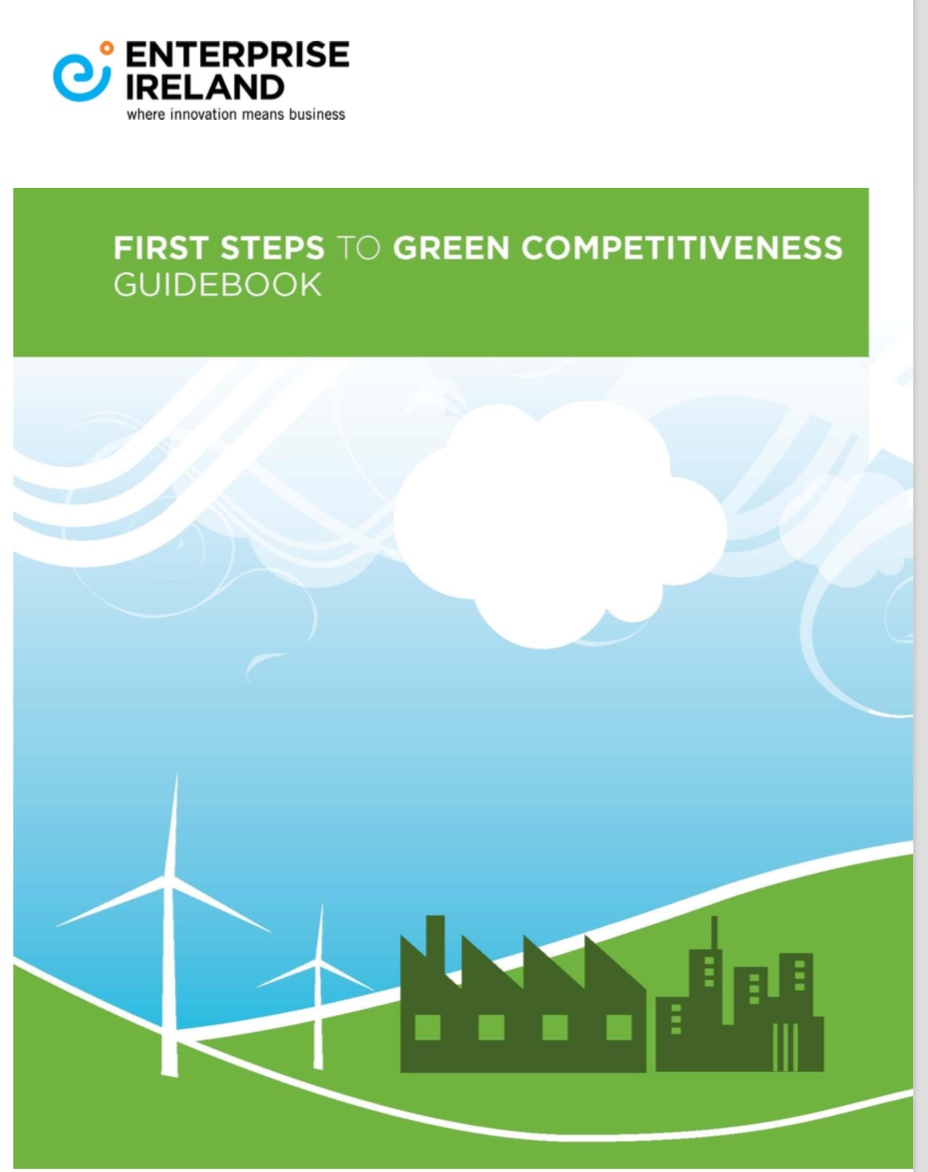 ENTERPRISE
IRELAND
where innovation means business
FIRST STEPS TO GREEN COMPETITIVENESS
GUIDEBOOK